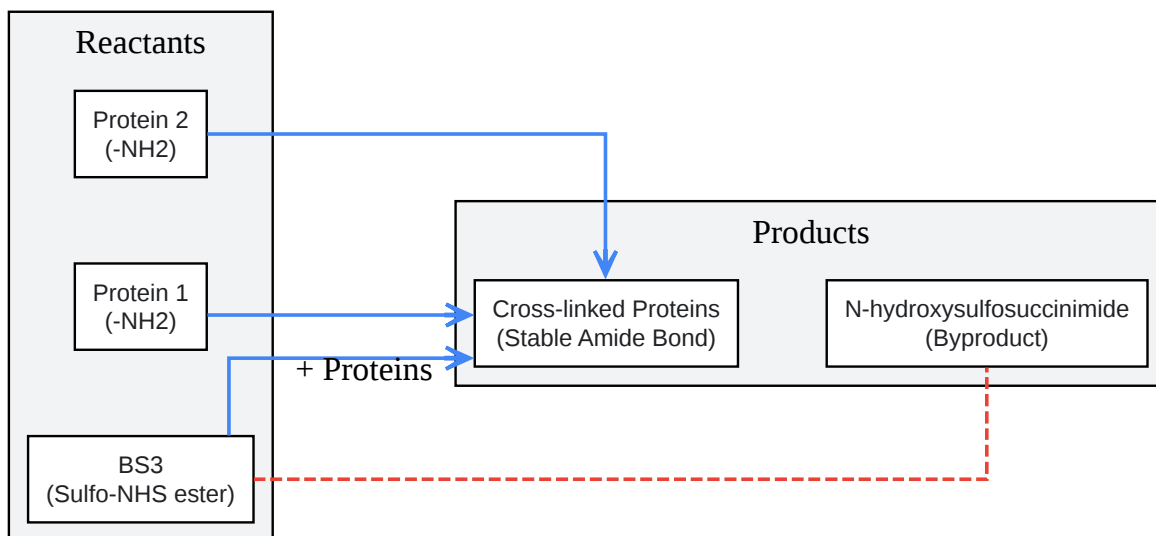 Reactants
Protein 2
(-NH2)
Protein 1
(-NH2)
+ Proteins
BS3
(Sulfo-NHS ester)
Products
Cross-linked Proteins
(Stable Amide Bond)
N-hydroxysulfosuccinimide
(Byproduct)